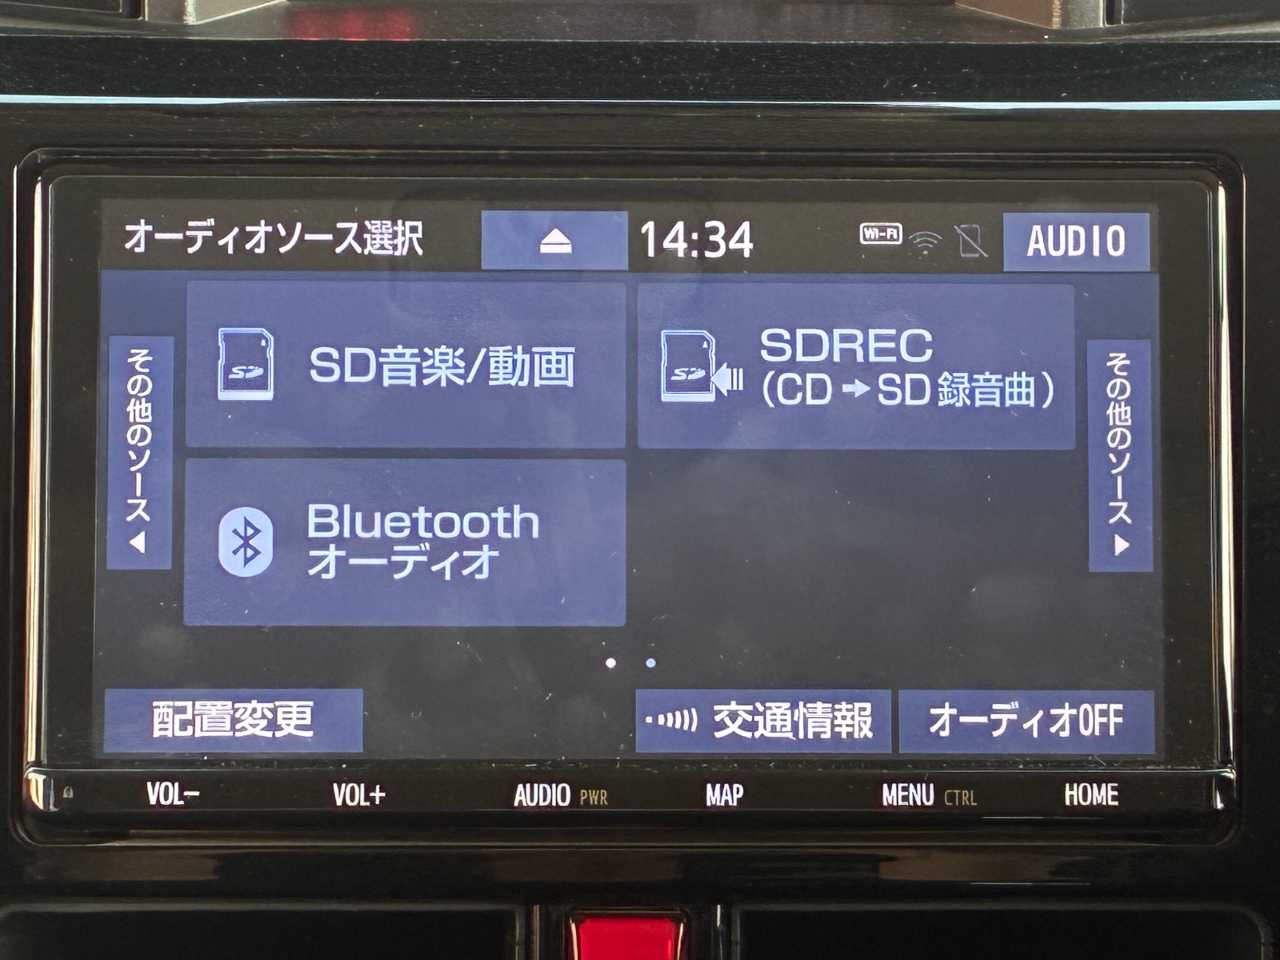 オーディオソース選択
14:34
Wi-Fi
AUDIO
その他のソース
SD音楽/動画
SDREC
(CD→SD録音曲)
その他のソース
Bluetooth
オーディオ
配置変更
交通情報
オーディオOFF
VOL-
VOL+
AUDIO PWR
MAP
MENU CTRL
HOME